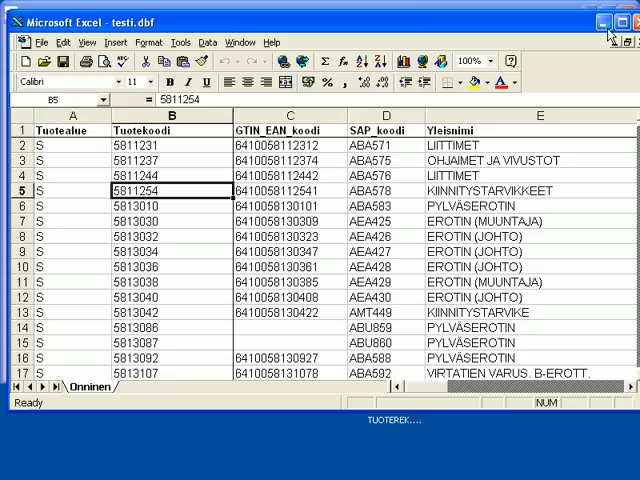 Microsoft Excel - testi.dbf
File Edit View Insert Format Tools Data Window Help
100%
Calibri 11 B I U
B5 = 5811254
A B C D E
1 Tuotealue Tuotekoodi GTIN_EAN_koodi SAP_koodi Yleisnimi
2 S 5811231 6410058112312 ABA571 LIITTIMET
3 S 5811237 6410058112374 ABA575 OHJAIMET JA VIVUSTOT
4 S 5811244 6410058112442 ABA576 LIITTIMET
5 S 5811254 6410058112541 ABA578 KIINNITYSTARVIKKEET
6 S 5813010 6410058130101 ABA583 PYLVÄSEROTIN
7 S 5813030 6410058130309 AEA425 EROTIN (MUUNTAJA)
8 S 5813032 6410058130323 AEA426 EROTIN (JOHTO)
9 S 5813034 6410058130347 AEA427 EROTIN (JOHTO)
10 S 5813036 6410058130361 AEA428 EROTIN (JOHTO)
11 S 5813038 6410058130385 AEA429 EROTIN (MUUNTAJA)
12 S 5813040 6410058130408 AEA430 EROTIN (JOHTO)
13 S 5813042 6410058130422 AMT449 KIINNITYSTARVIKE
14 S 5813086 ABU859 PYLVÄSEROTIN
15 S 5813087 ABU860 PYLVÄSEROTIN
16 S 5813092 6410058130927 ABA588 PYLVÄSEROTIN
17 S 5813107 6410058131078 ABA592 VIRTATIEN VARUS. B-EROTT.
Onninen
Ready NUM
TUOTEREK....